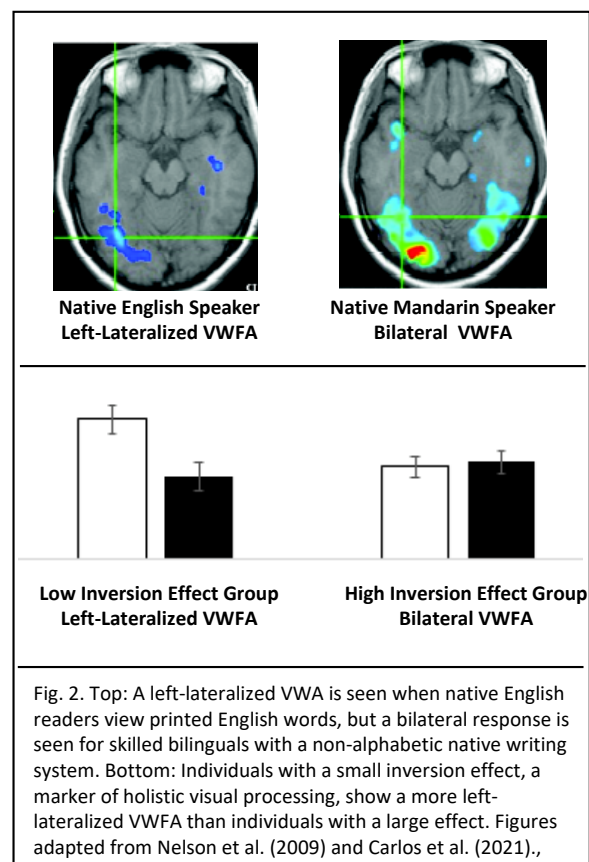 Native English Speaker
Left-Lateralized VWFA
Native Mandarin Speaker
Bilateral VWFA
Low Inversion Effect Group
Left-Lateralized VWFA
High Inversion Effect Group
Bilateral VWFA
Fig. 2. Top: A left-lateralized VWA is seen when native English
readers view printed English words, but a bilateral response is
seen for skilled bilinguals with a non-alphabetic native writing
system. Bottom: Individuals with a small inversion effect, a
marker of holistic visual processing, show a more left-
lateralized VWFA than individuals with a large effect. Figures
adapted from Nelson et al. (2009) and Carlos et al. (2021).,